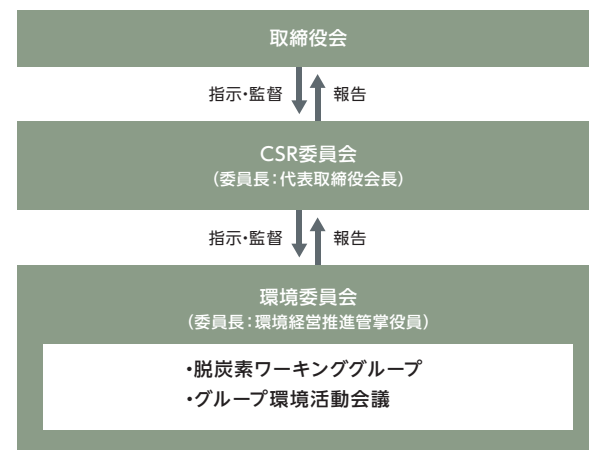 取締役会
指示・監督 報告
CSR委員会
（委員長：代表取締役会長）
指示・監督 報告
環境委員会
（委員長：環境経営推進管掌役員）
・脱炭素ワーキンググループ
・グループ環境活動会議